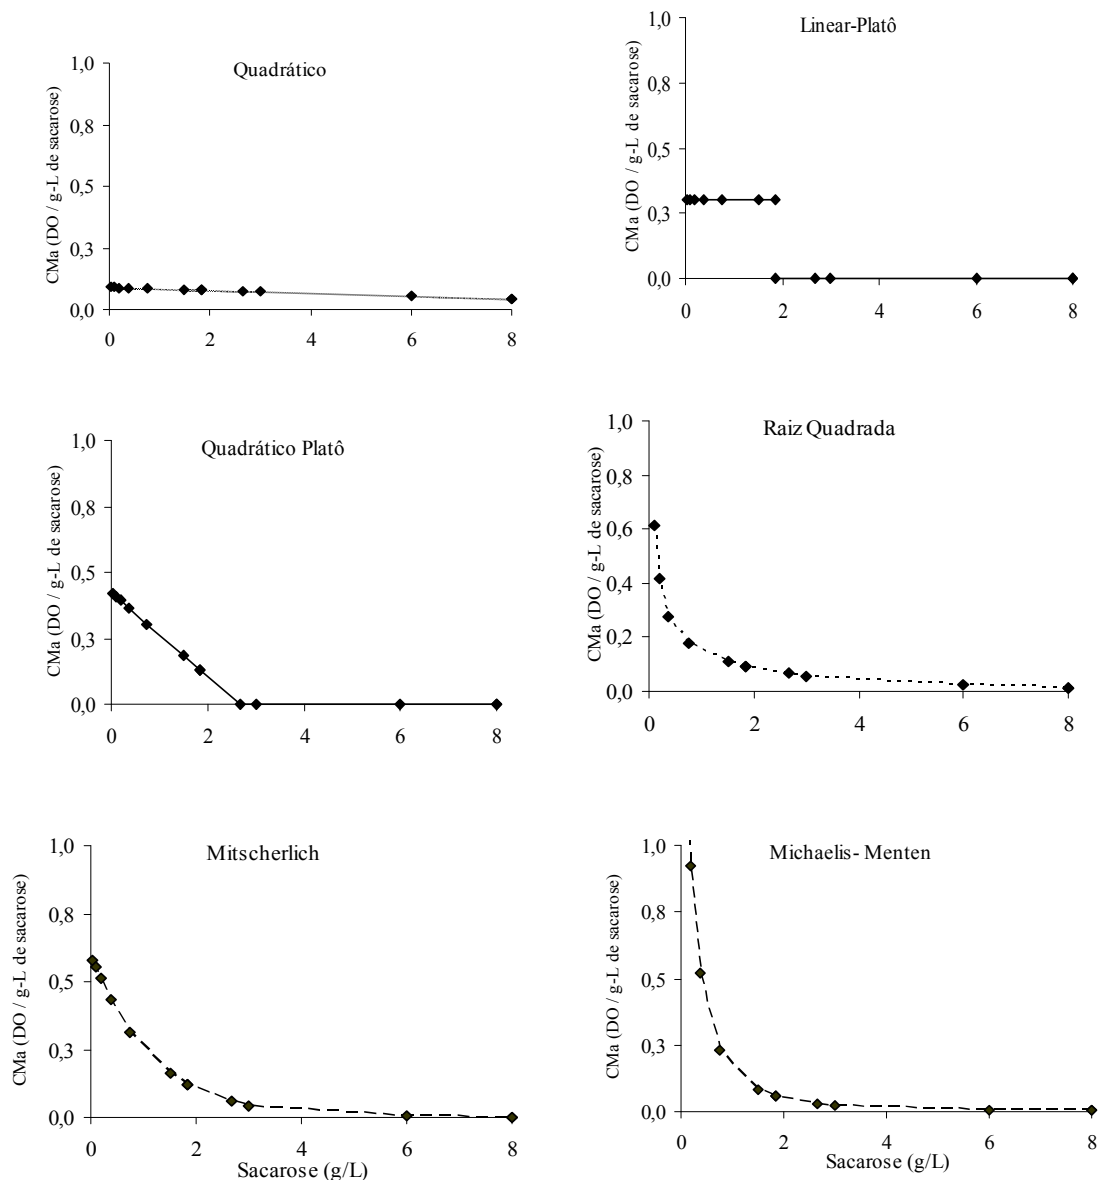 Quadrático
CMa (DO / g-L de sacarose)
1,0
0,8
0,5
0,3
0,0
0 2 4 6 8
Linear-Platô
CMa (DO / g-L de sacarose)
1,0
0,8
0,5
0,3
0,0
0 2 4 6 8
Quadrático Platô
CMa (DO / g-L de sacarose)
1,0
0,8
0,5
0,3
0,0
0 2 4 6 8
Raiz Quadrada
CMa (DO / g-L de sacarose)
1,0
0,8
0,6
0,4
0,2
0,0
0 2 4 6 8
Mitscherlich
CMa (DO / g-L de sacarose)
1,0
0,8
0,5
0,3
0,0
0 2 4 6 8
Sacarose (g/L)
Michaelis- Menten
CMa (DO / g-L de sacarose)
1,0
0,8
0,5
0,3
0,0
0 2 4 6 8
Sacarose (g/L)